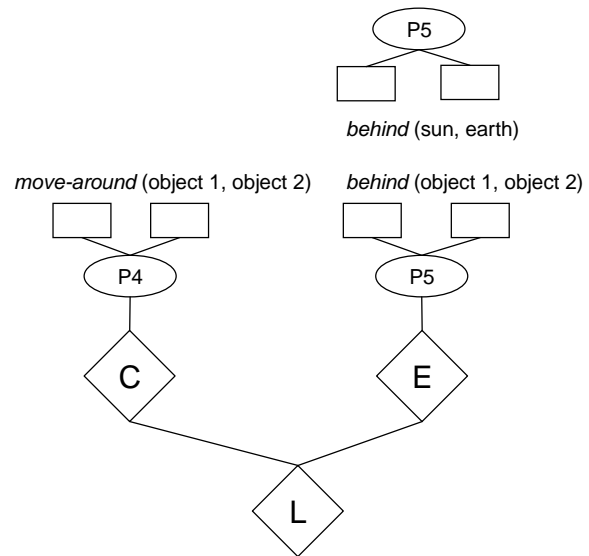 P5
behind (sun, earth)
move-around (object 1, object 2) behind (object 1, object 2)
P4 P5
C E
L